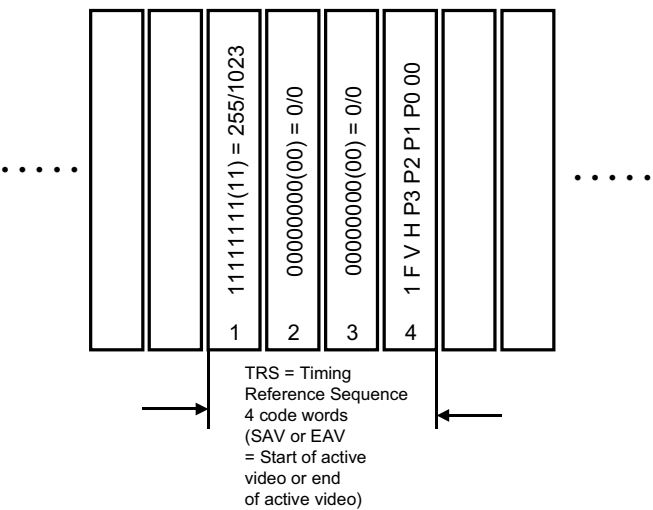 11111111(11) = 255/1023
00000000(00) = 0/0
00000000(00) = 0/0
1 F V H P3 P2 P1 P0 00
1
2
3
4
TRS = Timing
Reference Sequence
4 code words
(SAV or EAV
= Start of active
video or end
of active video)